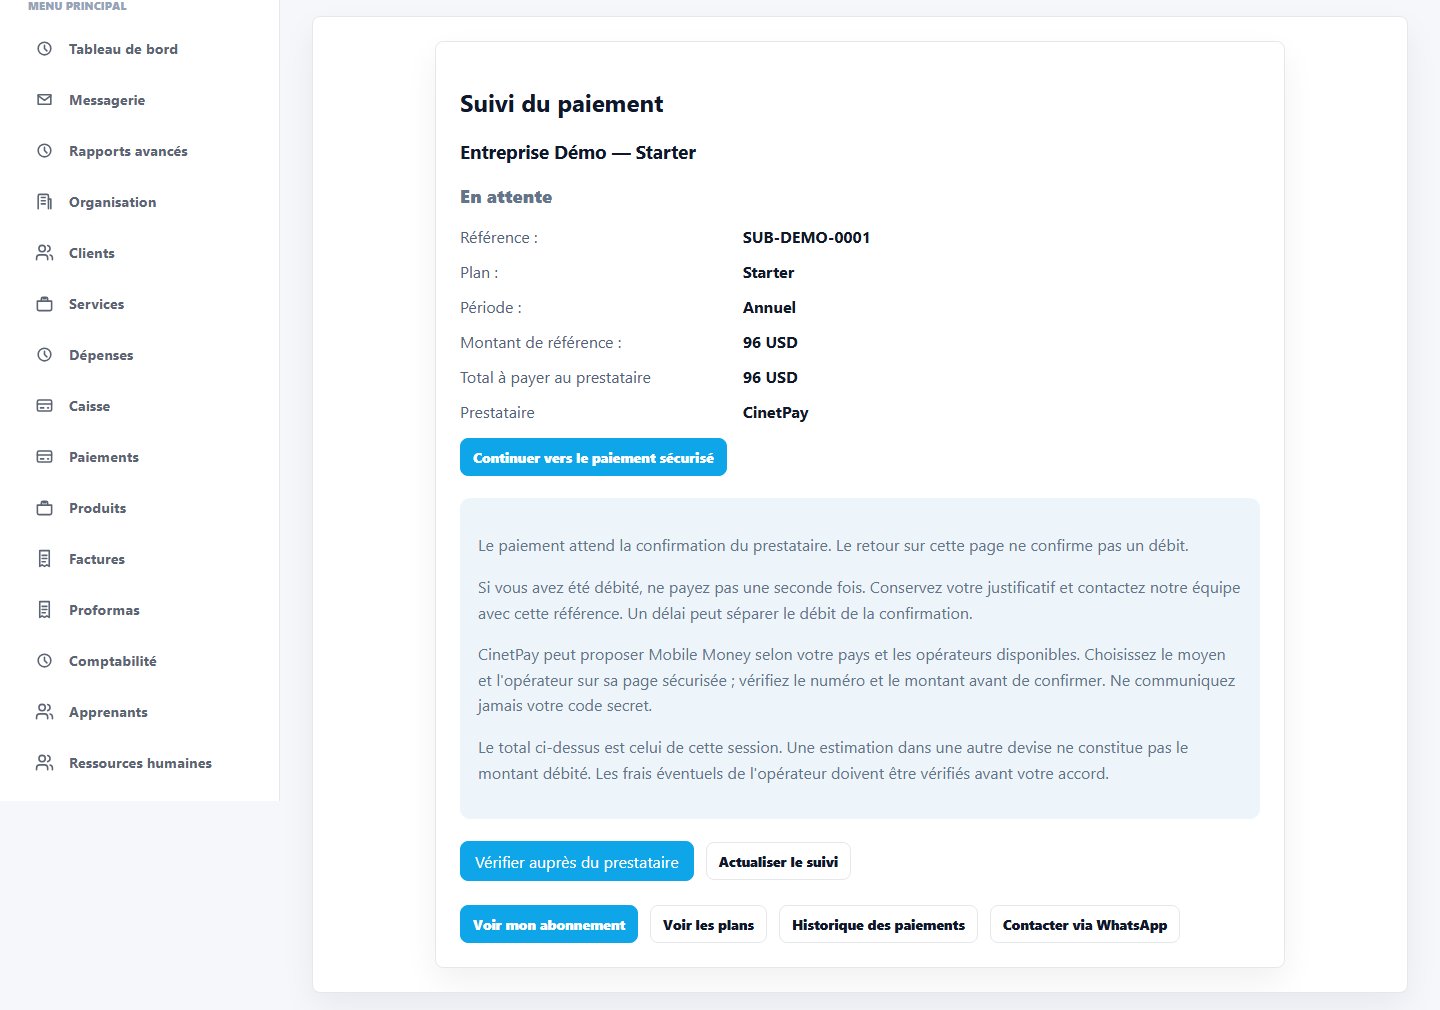 MENU PRINCIPAL
Tableau de bord
Messagerie
Rapports avancés
Organisation
Clients
Services
Dépenses
Caisse
Paiements
Produits
Factures
Proformas
Comptabilité
Apprenants
Ressources humaines
Suivi du paiement
Entreprise Démo — Starter
En attente
Référence : SUB-DEMO-0001
Plan : Starter
Période : Annuel
Montant de référence : 96 USD
Total à payer au prestataire 96 USD
Prestataire CinetPay
Continuer vers le paiement sécurisé
Le paiement attend la confirmation du prestataire. Le retour sur cette page ne confirme pas un débit.
Si vous avez été débité, ne payez pas une seconde fois. Conservez votre justificatif et contactez notre équipe
avec cette référence. Un délai peut séparer le débit de la confirmation.
CinetPay peut proposer Mobile Money selon votre pays et les opérateurs disponibles. Choisissez le moyen
et l'opérateur sur sa page sécurisée ; vérifiez le numéro et le montant avant de confirmer. Ne communiquez
jamais votre code secret.
Le total ci-dessus est celui de cette session. Une estimation dans une autre devise ne constitue pas le
montant débité. Les frais éventuels de l'opérateur doivent être vérifiés avant votre accord.
Vérifier auprès du prestataire Actualiser le suivi
Voir mon abonnement Voir les plans Historique des paiements Contacter via WhatsApp